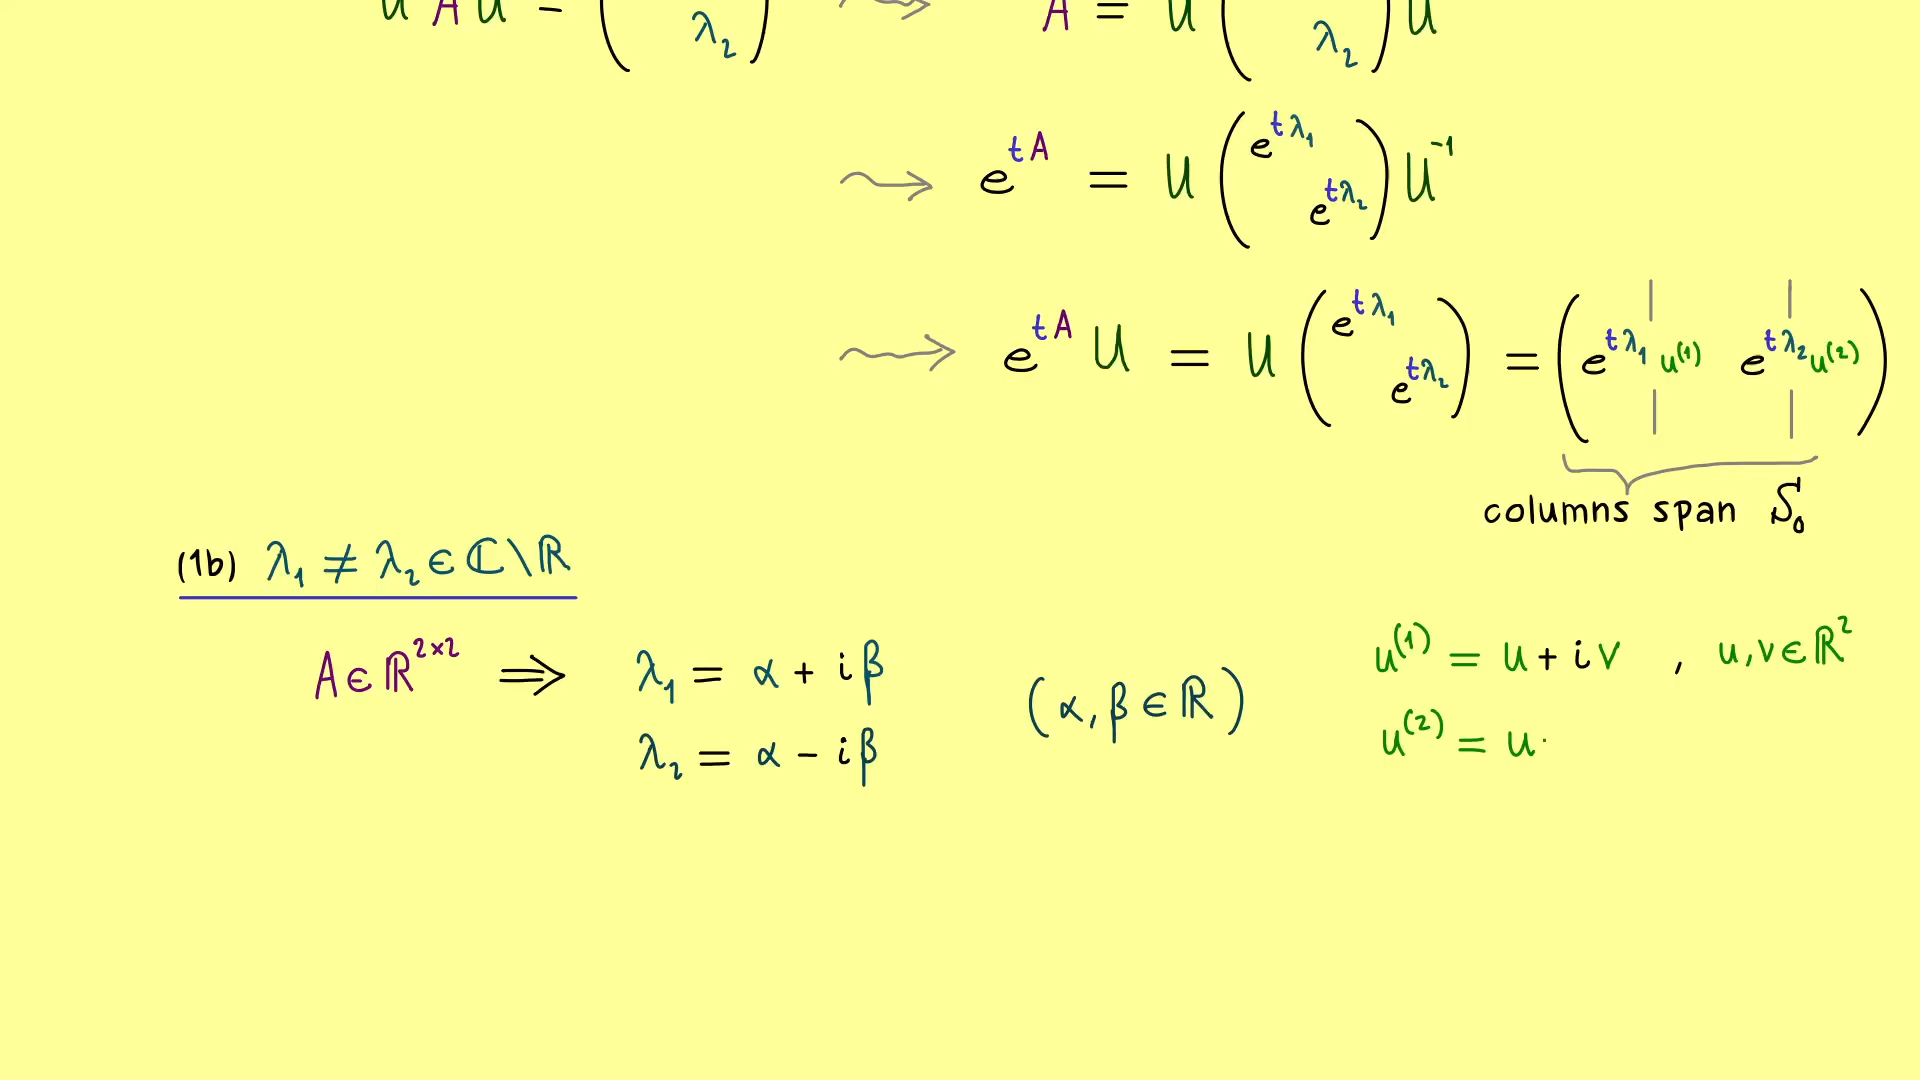 U A U = ( λ₂ ) ⇝ A = U ( λ₂ ) U
⇝ e^{tA} = U ( e^{tλ₁} e^{tλ₂} ) U^{-1}
⇝ e^{tA} U = U ( e^{tλ₁} e^{tλ₂} ) = ( e^{tλ₁} u^{(1)} e^{tλ₂} u^{(2)} )
columns span S₀
(1b) λ₁ ≠ λ₂ ∈ ℂ \ ℝ
A ∈ ℝ^{2×2} ⇒ λ₁ = α + iβ
λ₂ = α − iβ
(α, β ∈ ℝ)
u^{(1)} = u + iv , u, v ∈ ℝ²
u^{(2)} = u